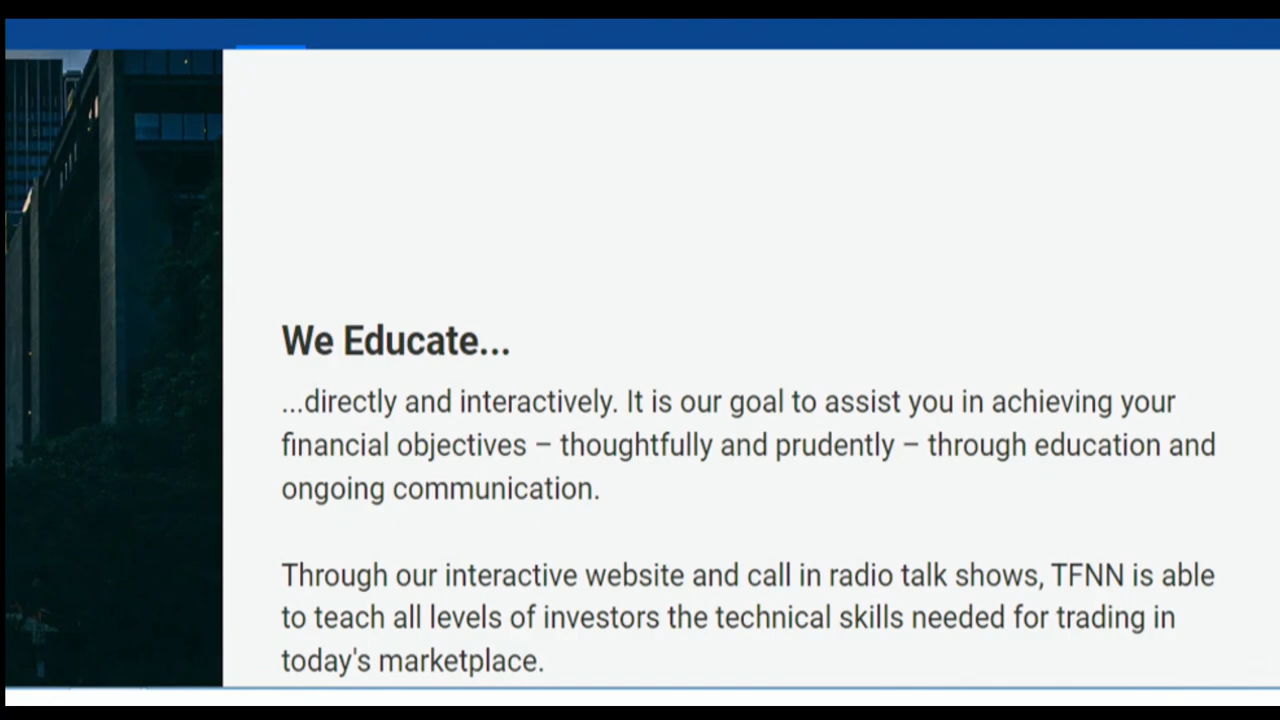 We Educate...
...directly and interactively. It is our goal to assist you in achieving your
financial objectives – thoughtfully and prudently – through education and
ongoing communication.
Through our interactive website and call in radio talk shows, TFNN is able
to teach all levels of investors the technical skills needed for trading in
today's marketplace.